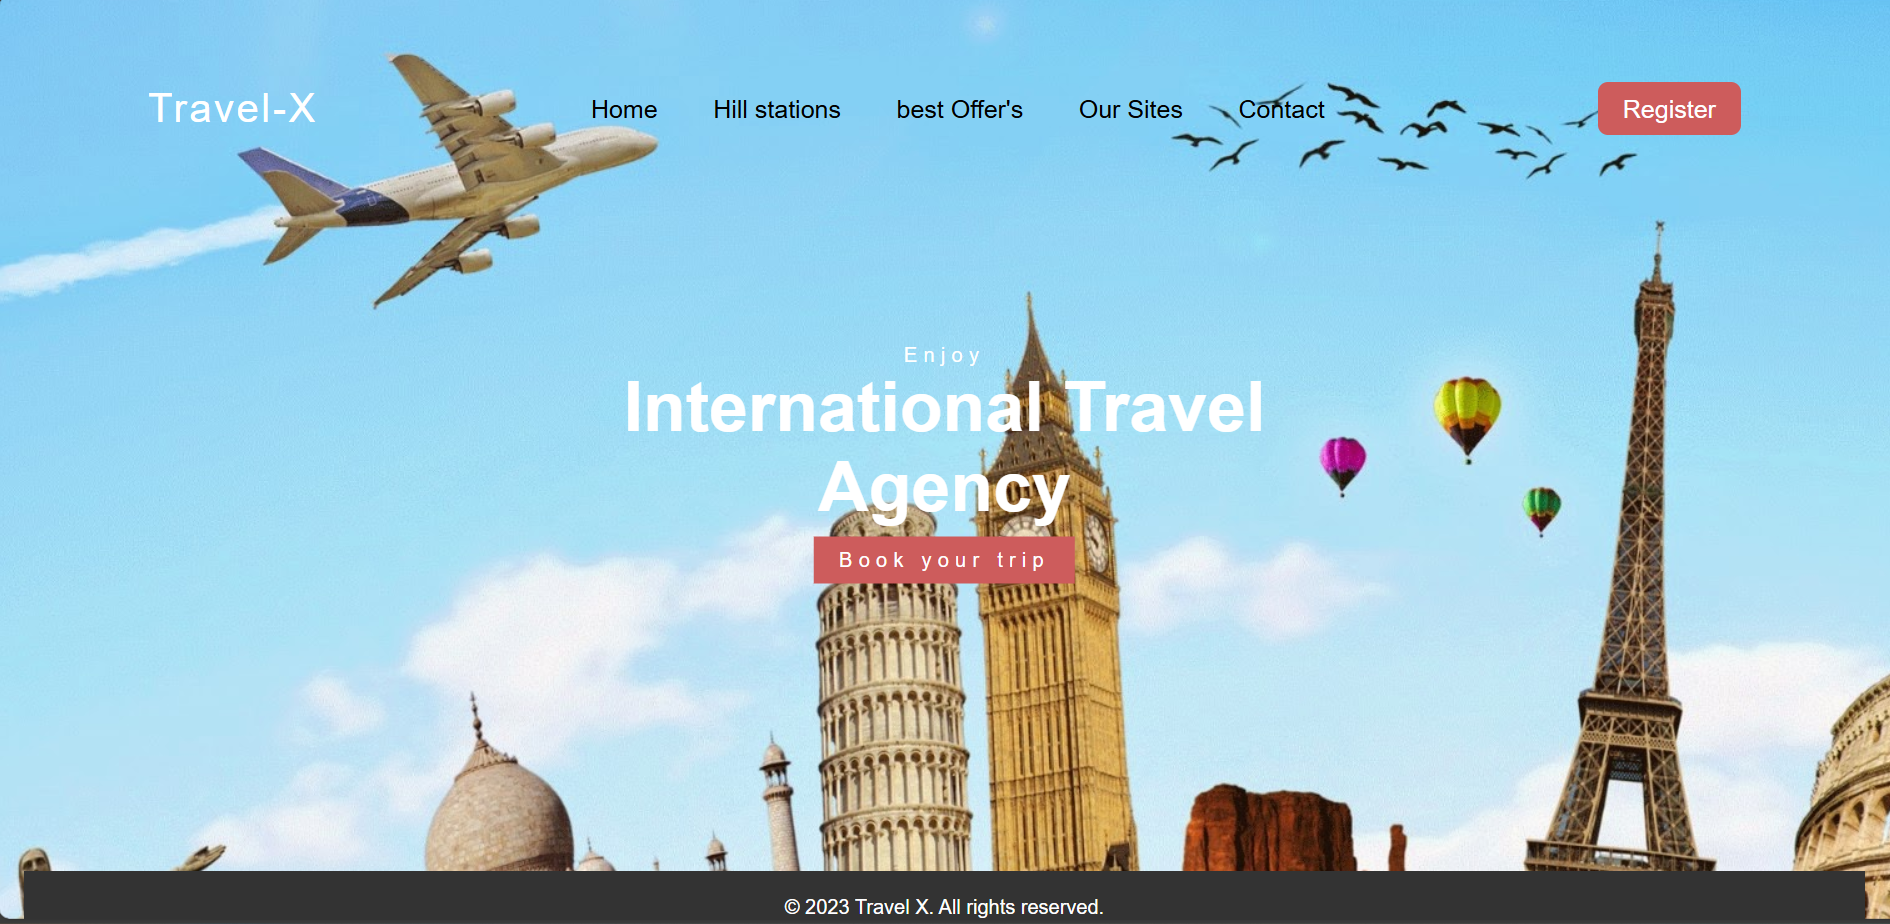 Travel-X
Home
Hill stations
best Offer's
Our Sites
Contact
Register
Enjoy
International Travel
Agency
Book your trip
© 2023 Travel X. All rights reserved.